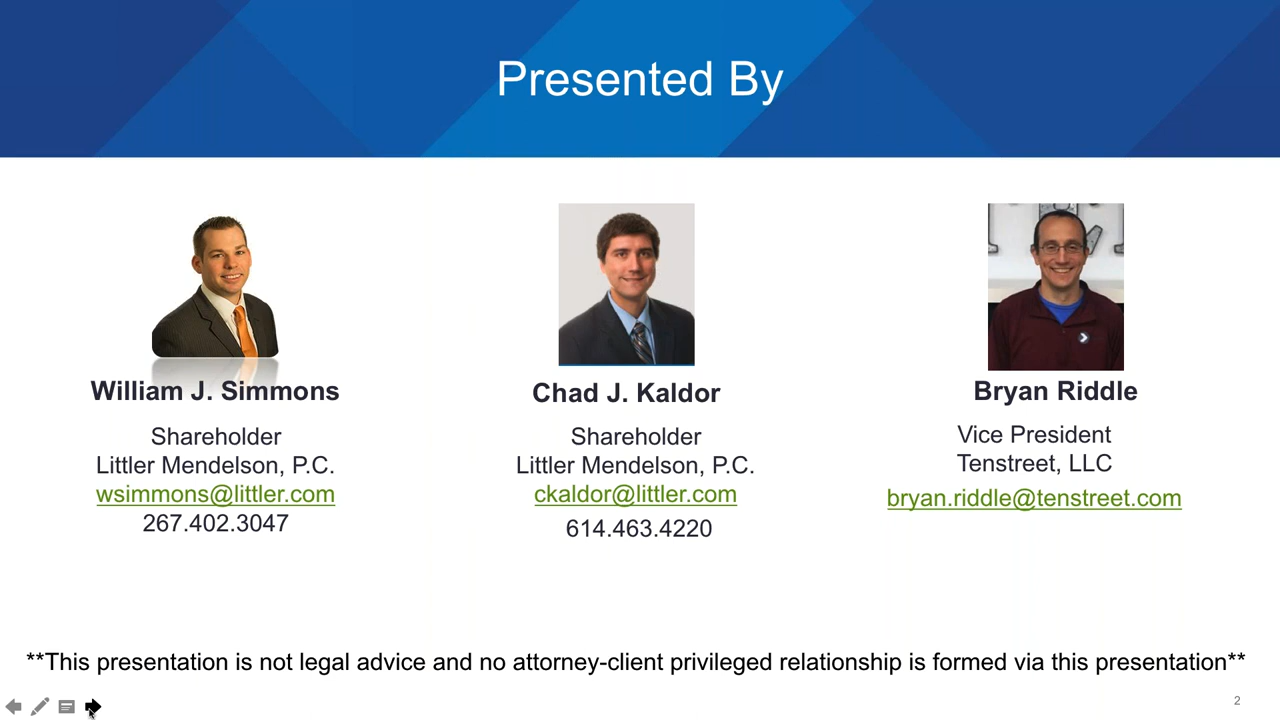 Presented By
William J. Simmons
Shareholder
Littler Mendelson, P.C.
wsimmons@littler.com
267.402.3047
Chad J. Kaldor
Shareholder
Littler Mendelson, P.C.
ckaldor@littler.com
614.463.4220
Bryan Riddle
Vice President
Tenstreet, LLC
bryan.riddle@tenstreet.com
**This presentation is not legal advice and no attorney-client privileged relationship is formed via this presentation**
2